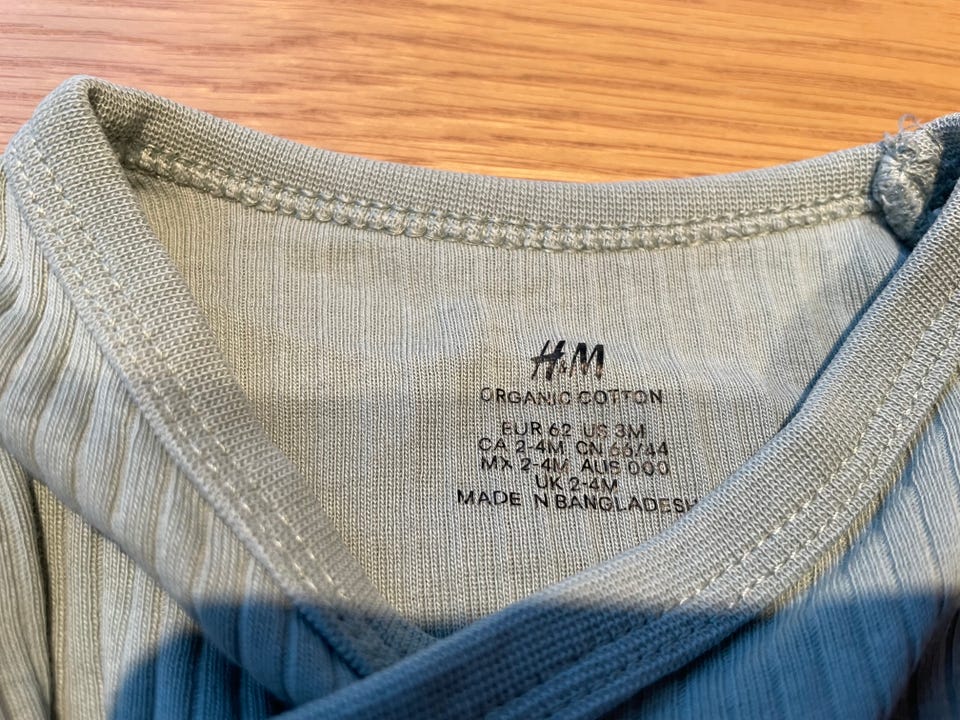 H&M
ORGANIC COTTON
EUR 62 US 3M
CA 2-4M CN 66/44
MX 2-4M AUS 000
UK 2-4M
MADE IN BANGLADESH